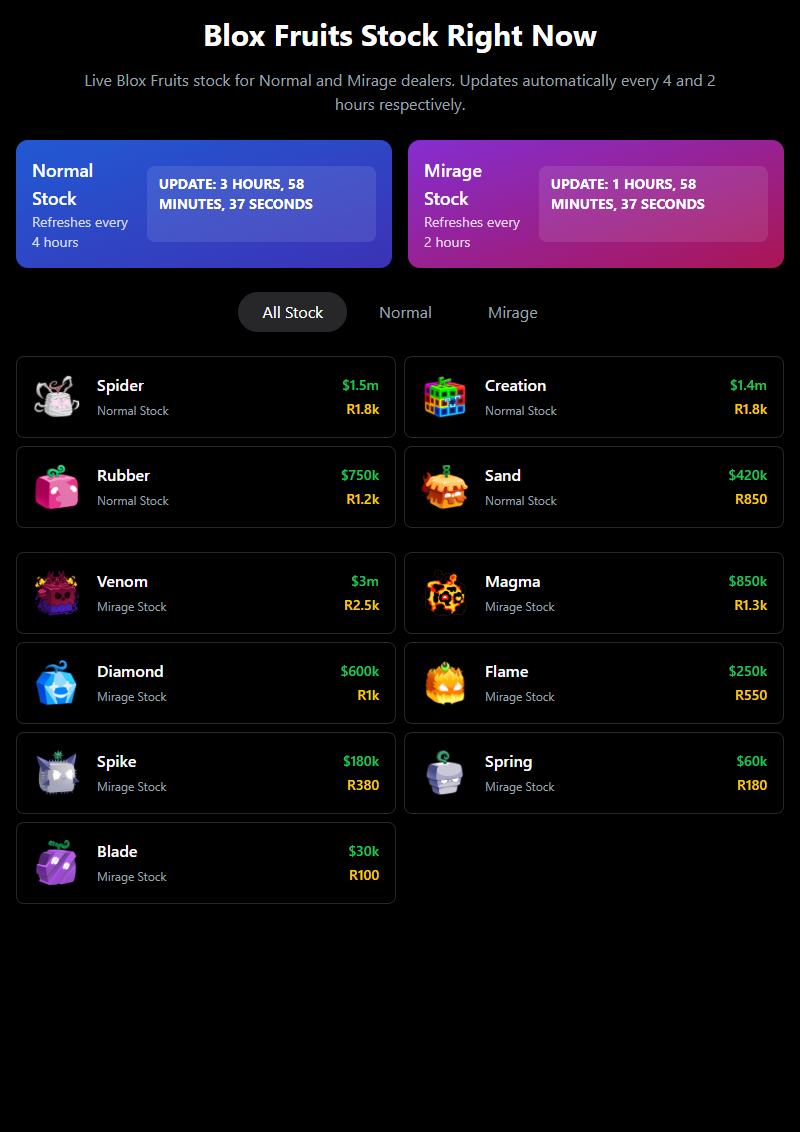 Blox Fruits Stock Right Now
Live Blox Fruits stock for Normal and Mirage dealers. Updates automatically every 4 and 2
hours respectively.
Normal
Stock
Refreshes every
4 hours
UPDATE: 3 HOURS, 58
MINUTES, 37 SECONDS
Mirage
Stock
Refreshes every
2 hours
UPDATE: 1 HOURS, 58
MINUTES, 37 SECONDS
All Stock
Normal
Mirage
Spider
$1.5m
Normal Stock
R1.8k
Creation
$1.4m
Normal Stock
R1.8k
Rubber
$750k
Normal Stock
R1.2k
Sand
$420k
Normal Stock
R850
Venom
$3m
Mirage Stock
R2.5k
Magma
$850k
Mirage Stock
R1.3k
Diamond
$600k
Mirage Stock
R1k
Flame
$250k
Mirage Stock
R550
Spike
$180k
Mirage Stock
R380
Spring
$60k
Mirage Stock
R180
Blade
$30k
Mirage Stock
R100